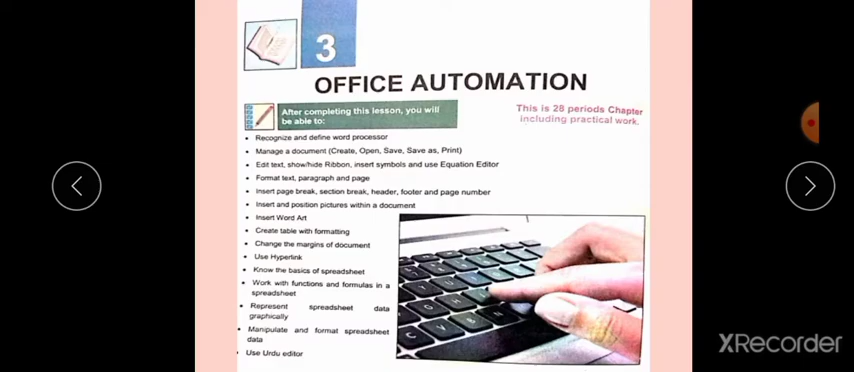 3
OFFICE AUTOMATION
After completing this lesson, you will
be able to:
This is 28 periods Chapter
including practical work.
• Recognize and define word processor
• Manage a document (Create, Open, Save, Save as, Print)
• Edit text, show/hide Ribbon, insert symbols and use Equation Editor
• Format text, paragraph and page
• Insert page break, section break, header, footer and page number
• Insert and position pictures within a document
• Insert Word Art
• Create table with formatting
• Change the margins of document
• Use Hyperlink
• Know the basics of spreadsheet
• Work with functions and formulas in a
spreadsheet
• Represent spreadsheet data
graphically
• Manipulate and format spreadsheet
data
• Use Urdu editor
XRecorder